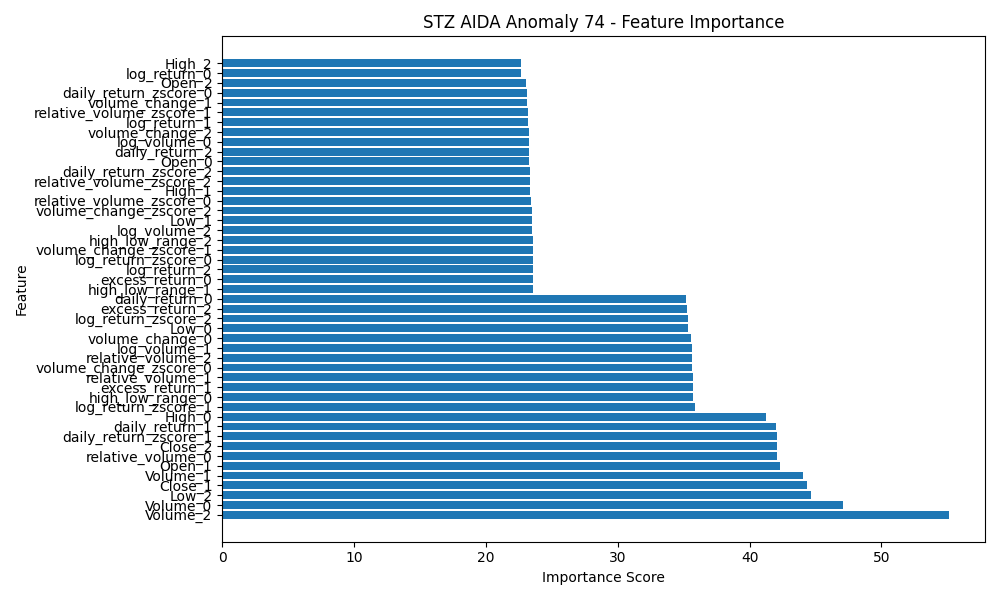 STZ AIDA Anomaly 74 - Feature Importance
High_2
log_return_0
Open_2
daily_return_zscore_0
volume_change_1
relative_volume_zscore_1
log_return_1
volume_change_2
log_volume_0
daily_return_2
Open_0
daily_return_zscore_2
relative_volume_zscore_2
High_1
relative_volume_zscore_0
volume_change_zscore_2
Low_1
log_volume_2
high_low_range_2
volume_change_zscore_1
log_return_zscore_0
log_return_2
excess_return_0
high_low_range_1
daily_return_0
excess_return_2
log_return_zscore_2
Low_0
volume_change_0
log_volume_1
relative_volume_2
volume_change_zscore_0
relative_volume_1
excess_return_1
high_low_range_0
log_return_zscore_1
High_0
daily_return_1
daily_return_zscore_1
Close_2
relative_volume_0
Open_1
Volume_1
Close_1
Low_2
Volume_0
Volume_2
Feature
0 10 20 30 40 50
Importance Score